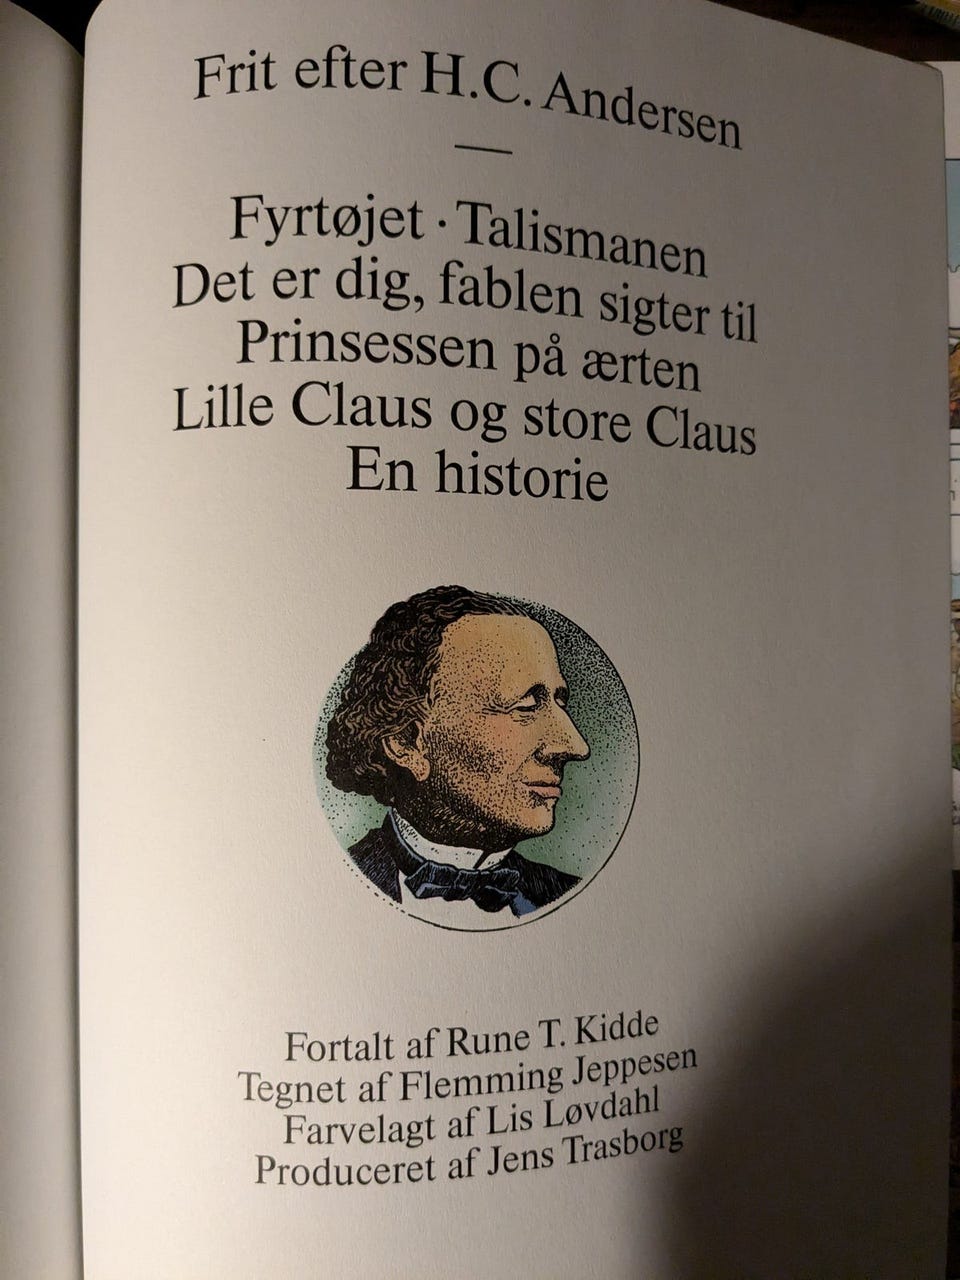 Frit efter H.C. Andersen
Fyrtøjet · Talismanen
Det er dig, fablen sigter til
Prinsessen på ærten
Lille Claus og store Claus
En historie
Fortalt af Rune T. Kidde
Tegnet af Flemming Jeppesen
Farvelagt af Lis Løvdahl
Produceret af Jens Trasborg